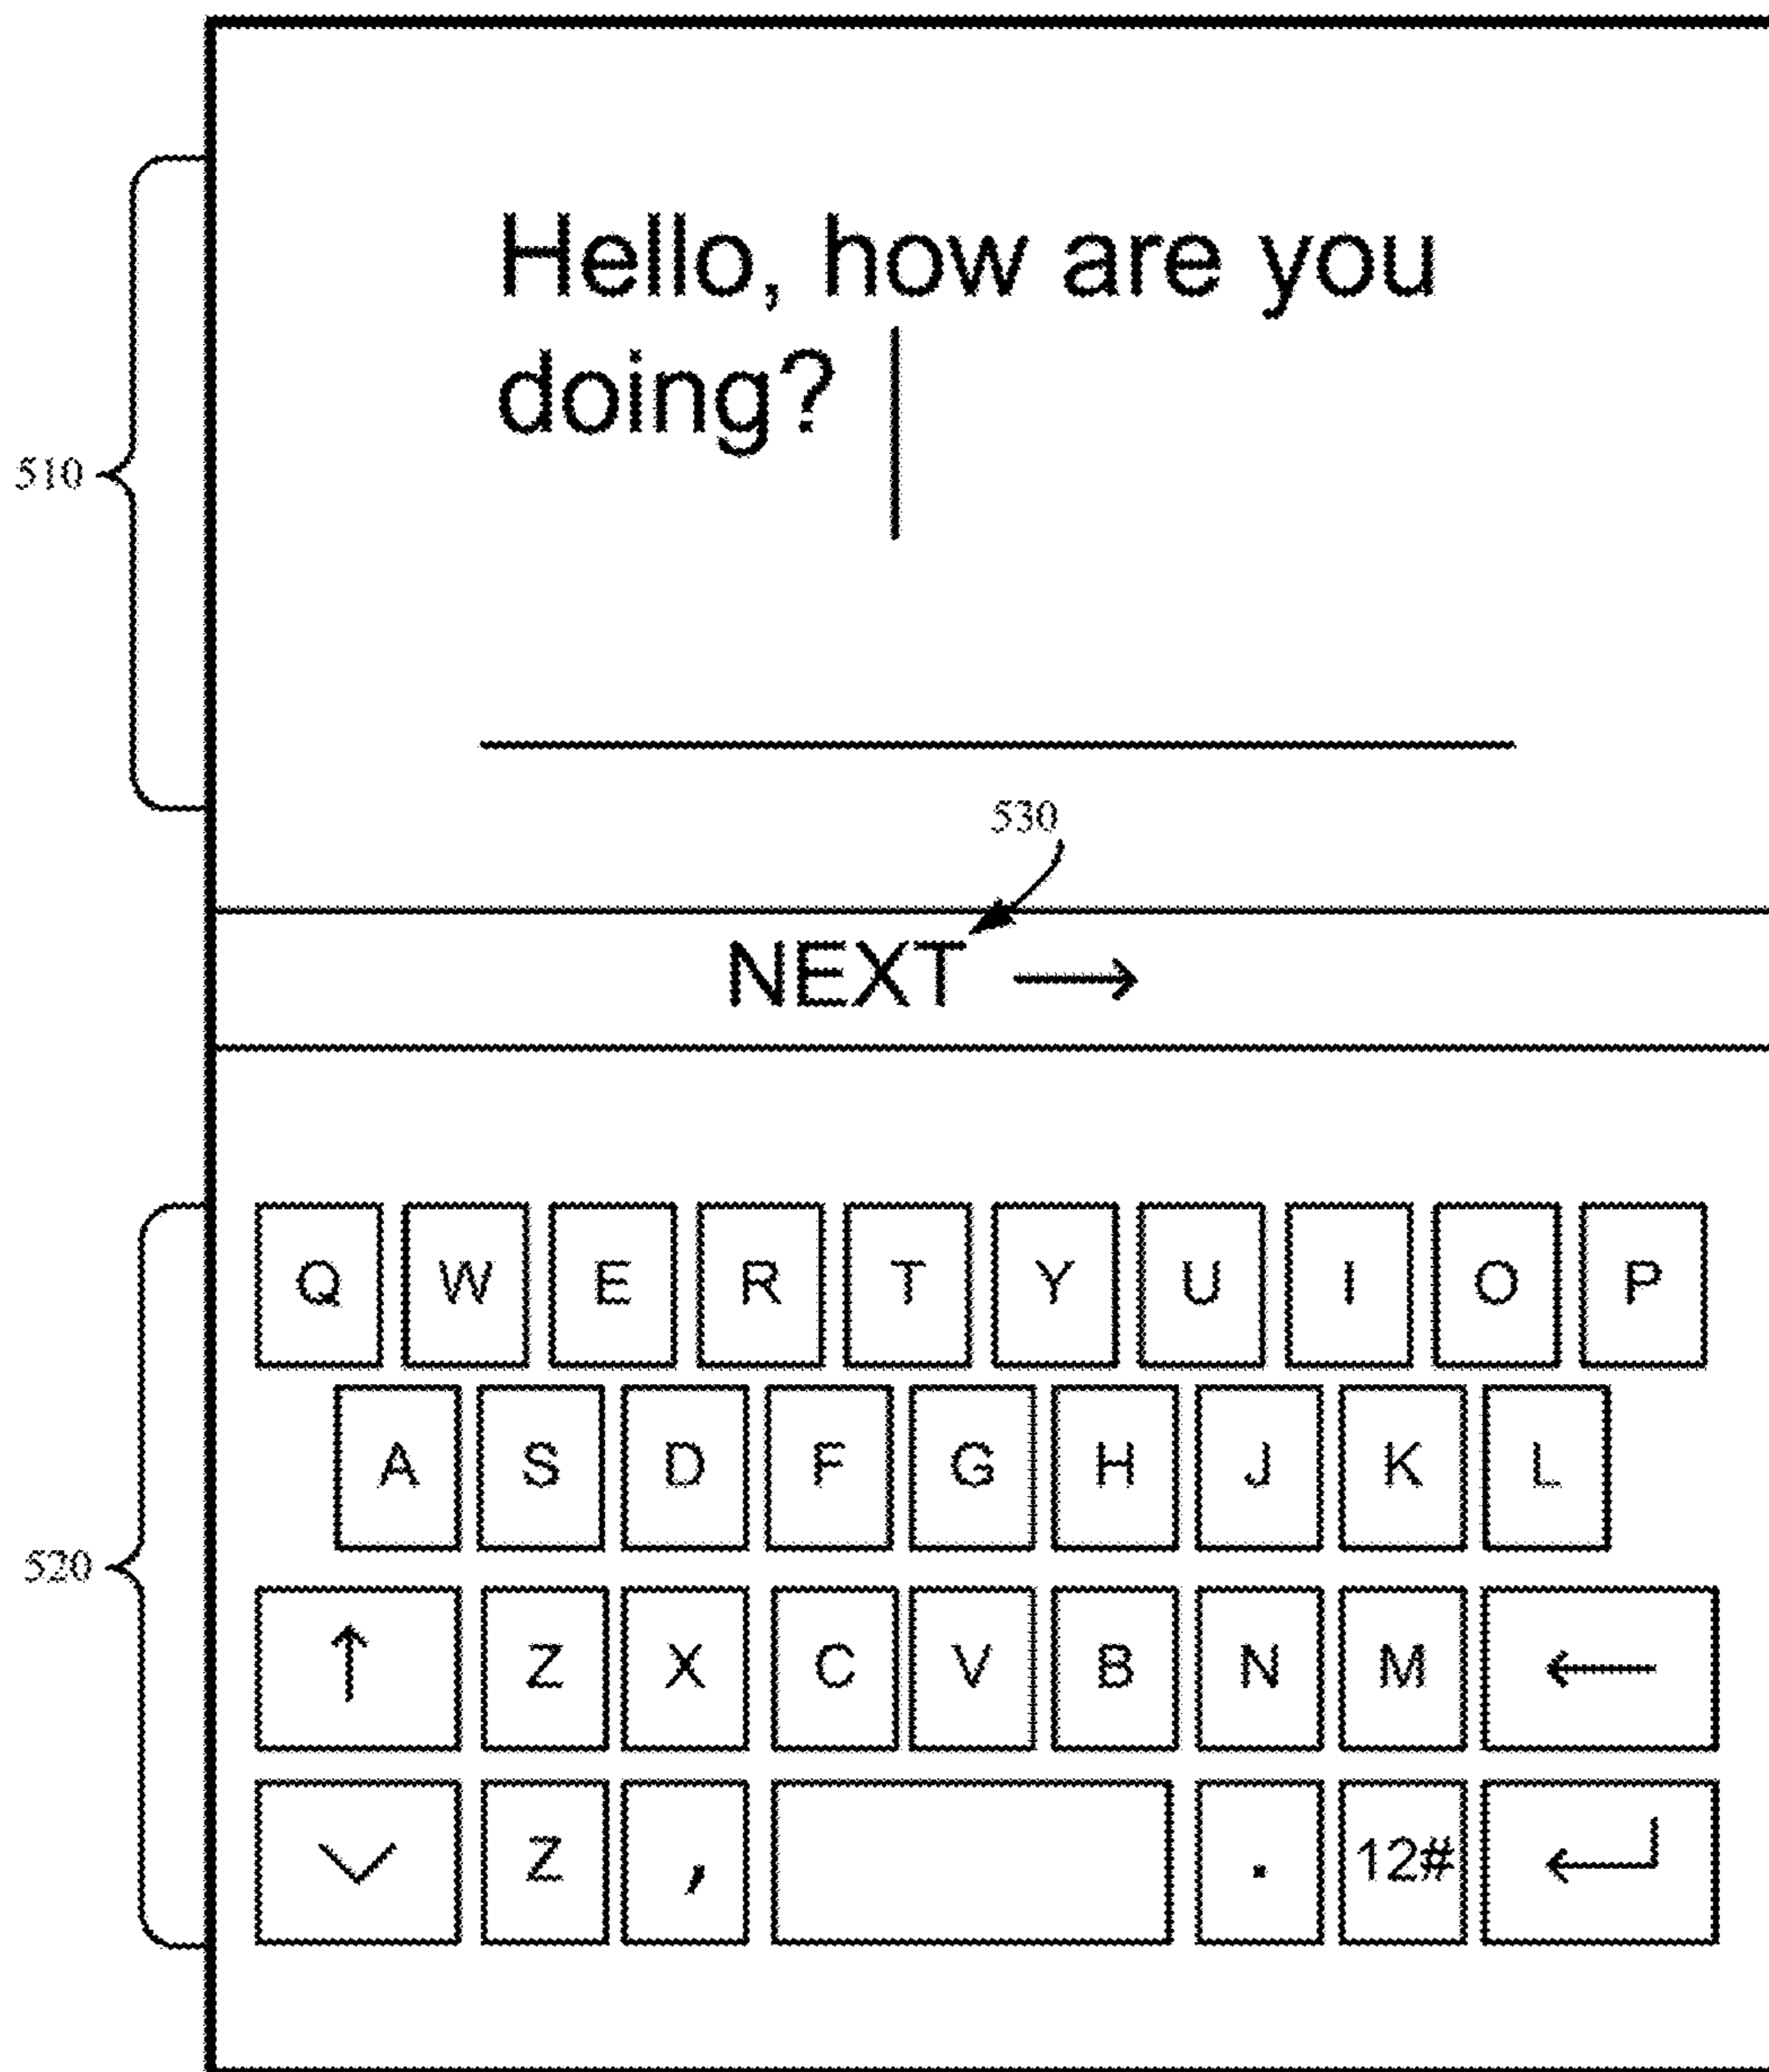 Hello, how are you
doing?
510
530
NEXT →
Q W E R T Y U I O P
A S D F G H J K L
520
↑ Z X C V B N M ←
Z , . 12# ↵